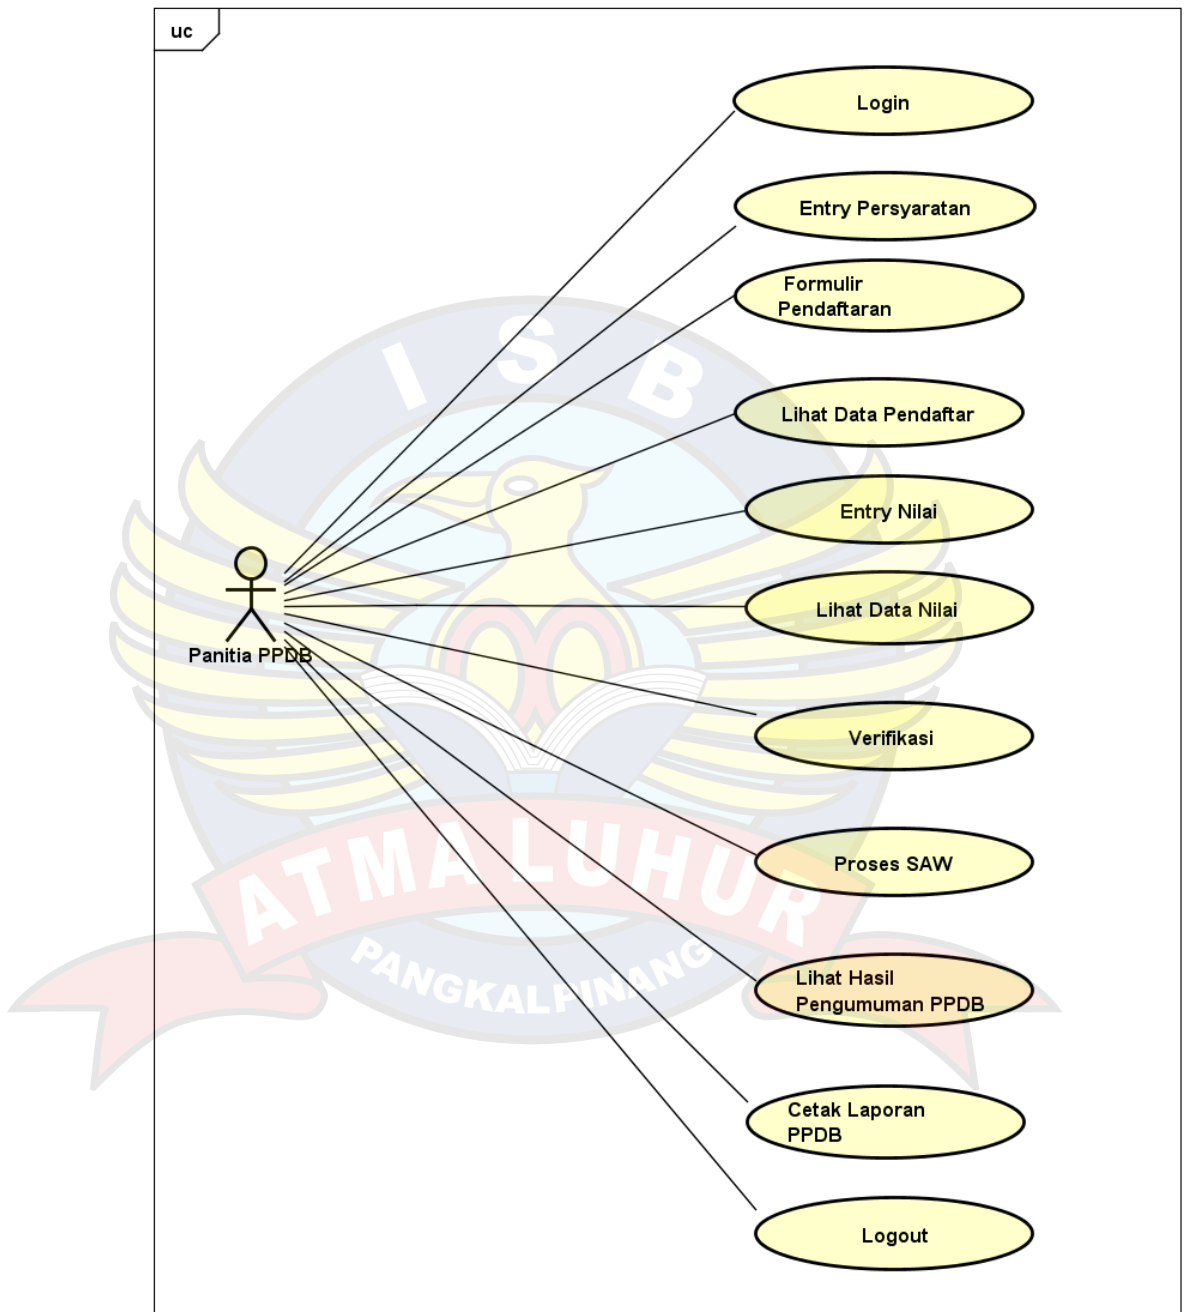 uc
Login
Entry Persyaratan
Formulir
Pendaftaran
Lihat Data Pendaftar
Entry Nilai
Lihat Data Nilai
Panitia PPDB
Verifikasi
Proses SAW
Lihat Hasil
Pengumuman PPDB
Cetak Laporan
PPDB
Logout
I S B
ATMA LUHUR
PANGKALPINANG